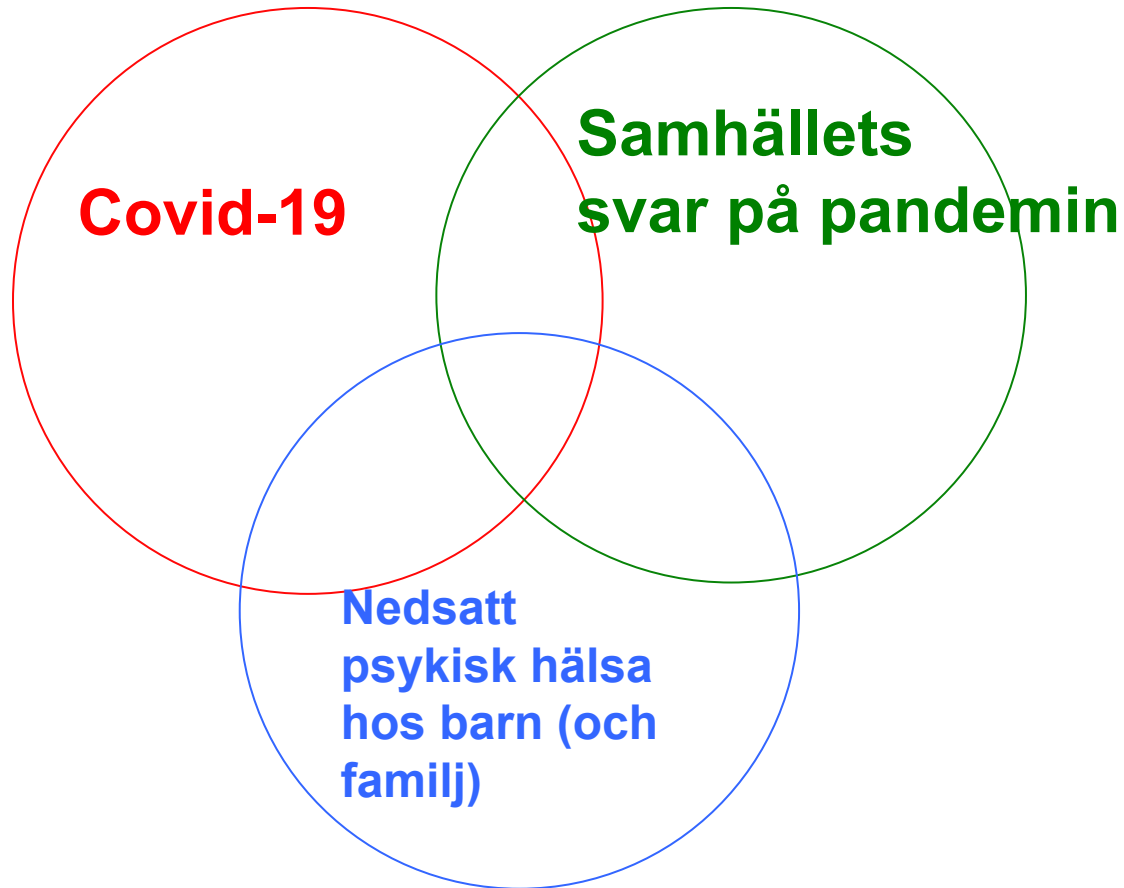 Covid-19
Samhällets
svar på pandemin
Nedsatt
psykisk hälsa
hos barn (och
familj)